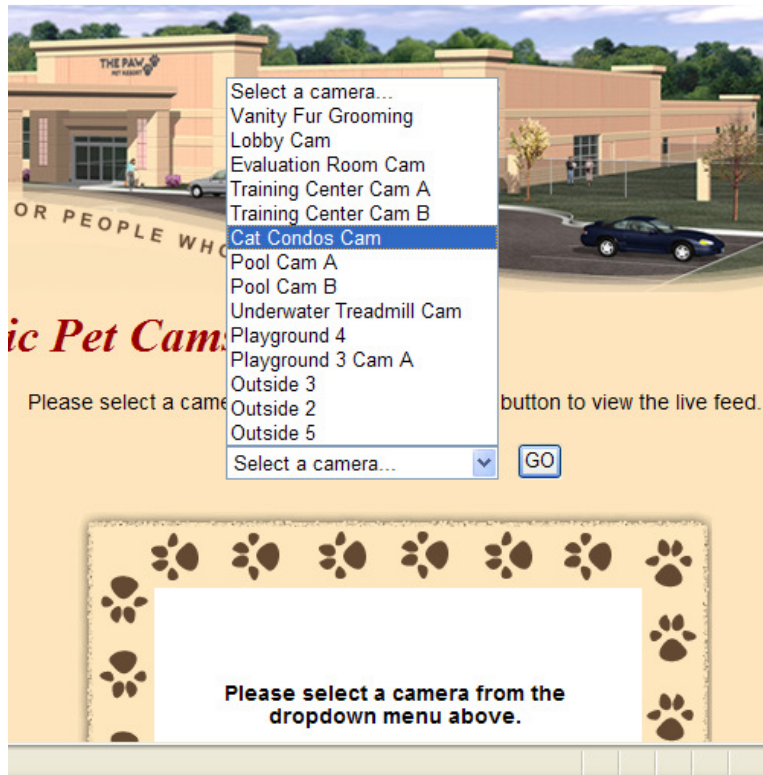 THE PAW
PET RESORT
Select a camera...
Vanity Fur Grooming
Lobby Cam
Evaluation Room Cam
Training Center Cam A
Training Center Cam B
Cat Condos Cam
Pool Cam A
Pool Cam B
Underwater Treadmill Cam
Playground 4
Playground 3 Cam A
Outside 3
Outside 2
Outside 5
OR PEOPLE WHO
ic Pet Cams
Please select a came button to view the live feed.
Select a camera... GO
Please select a camera from the
dropdown menu above.